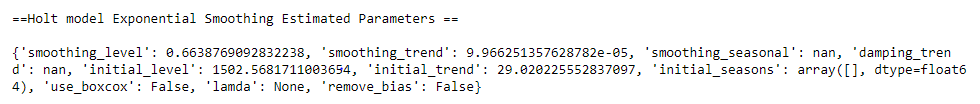 ==Holt model Exponential Smoothing Estimated Parameters ==
{'smoothing_level': 0.6638769092832238, 'smoothing_trend': 9.966251357628782e-05, 'smoothing_seasonal': nan, 'damping_tren
d': nan, 'initial_level': 1502.5681711003654, 'initial_trend': 29.020225552837097, 'initial_seasons': array([], dtype=float6
4), 'use_boxcox': False, 'lamda': None, 'remove_bias': False}